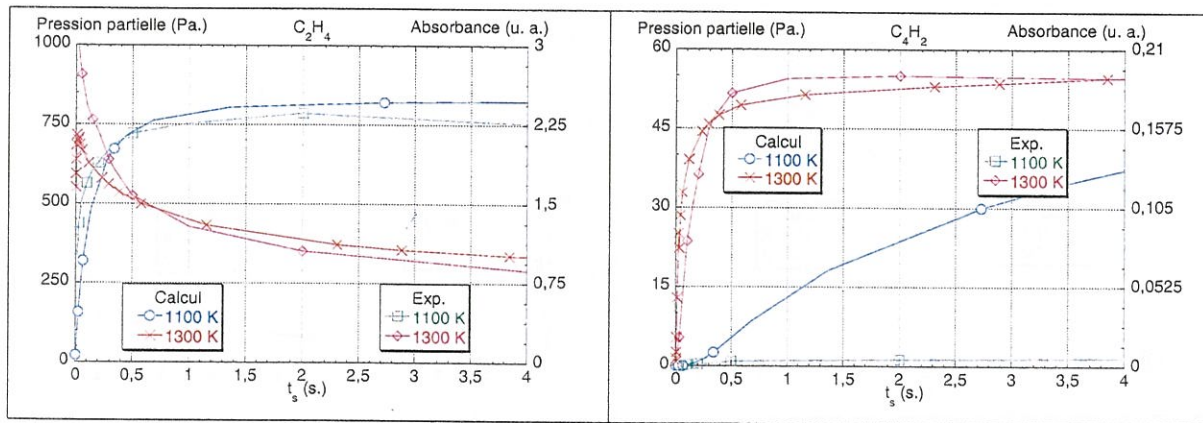 Pression partielle (Pa.) C₂H₄ Absorbance (u. a.)
1000
750
500
250
0
3
2,25
1,5
0,75
0
Calcul
1100 K
1300 K
Exp.
1100 K
1300 K
0 0,5 1 1,5 2 2,5 3 3,5 4
tₛ (s.)
Pression partielle (Pa.) C₄H₂ Absorbance (u. a.)
60
45
30
15
0
0,21
0,1575
0,105
0,0525
0
Calcul
1100 K
1300 K
Exp.
1100 K
1300 K
0 0,5 1 1,5 2 2,5 3 3,5 4
tₛ (s.)